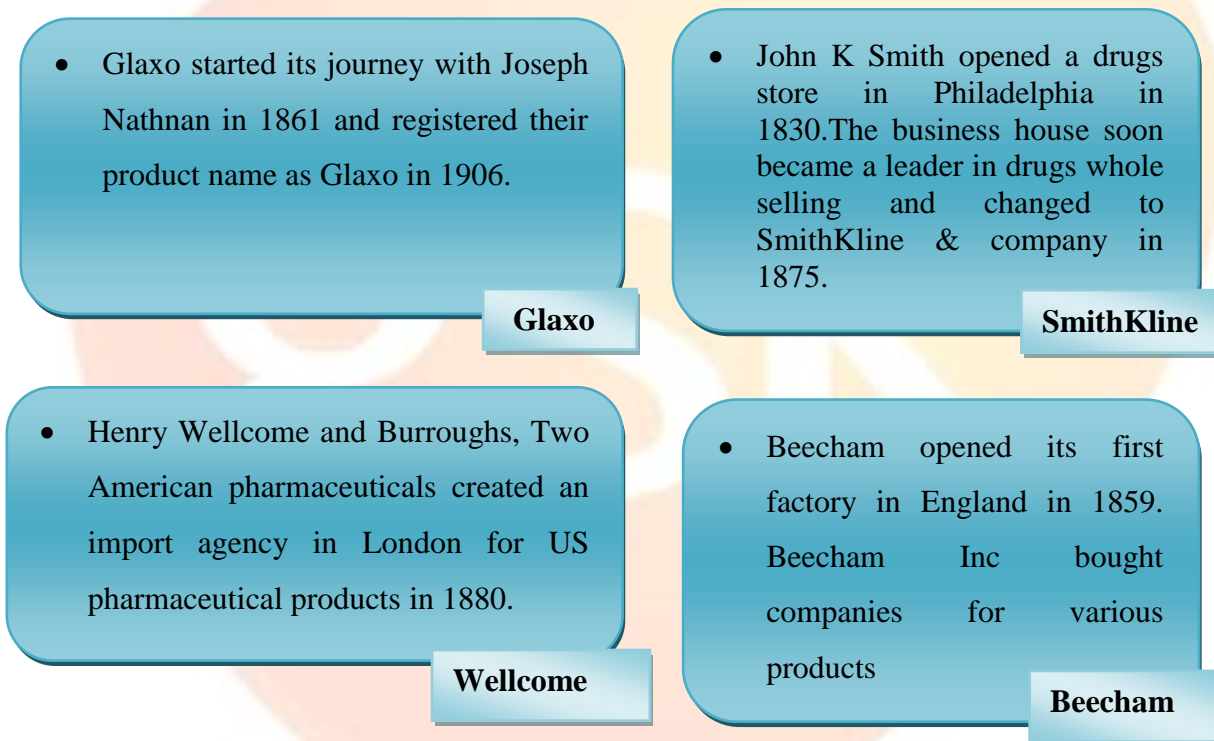 • Glaxo started its journey with Joseph
Nathnan in 1861 and registered their
product name as Glaxo in 1906.
Glaxo
• John K Smith opened a drugs
store in Philadelphia in
1830.The business house soon
became a leader in drugs whole
selling and changed to
SmithKline & company in
1875.
SmithKline
• Henry Wellcome and Burroughs, Two
American pharmaceuticals created an
import agency in London for US
pharmaceutical products in 1880.
Wellcome
• Beecham opened its first
factory in England in 1859.
Beecham Inc bought
companies for various
products
Beecham